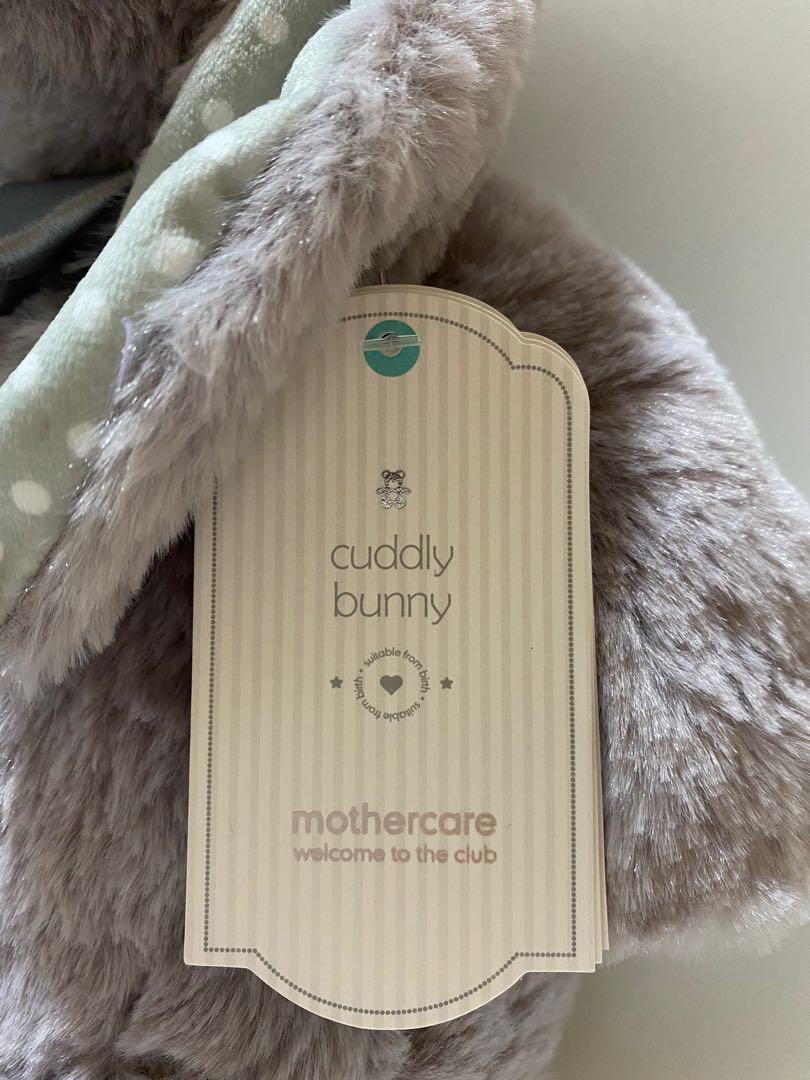 cuddly
bunny
suitable from birth • suitable from birth •
mothercare
welcome to the club